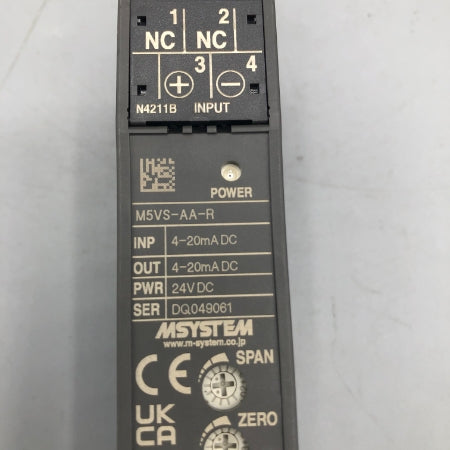 1 2
NC NC
+ 3 - 4
N4211B INPUT
POWER
M5VS-AA-R
INP 4-20mA DC
OUT 4-20mA DC
PWR 24V DC
SER DQ049061
MSYSTEM
www.m-system.co.jp
CE SPAN
UK
CA ZERO